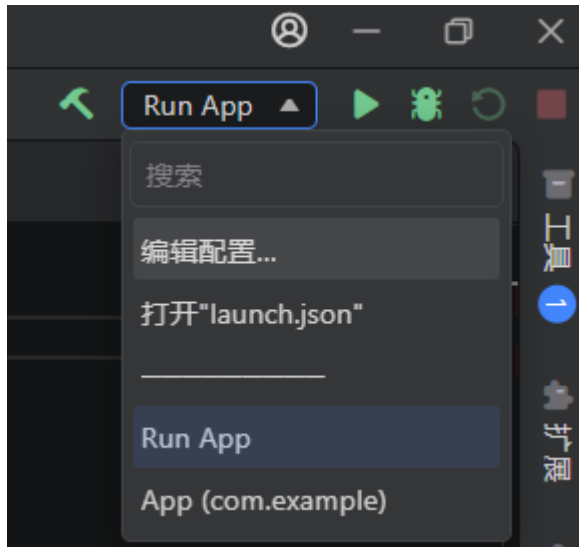 Run App
搜索
编辑配置...
打开"launch.json"
Run App
App (com.example)
工具
1
扩展